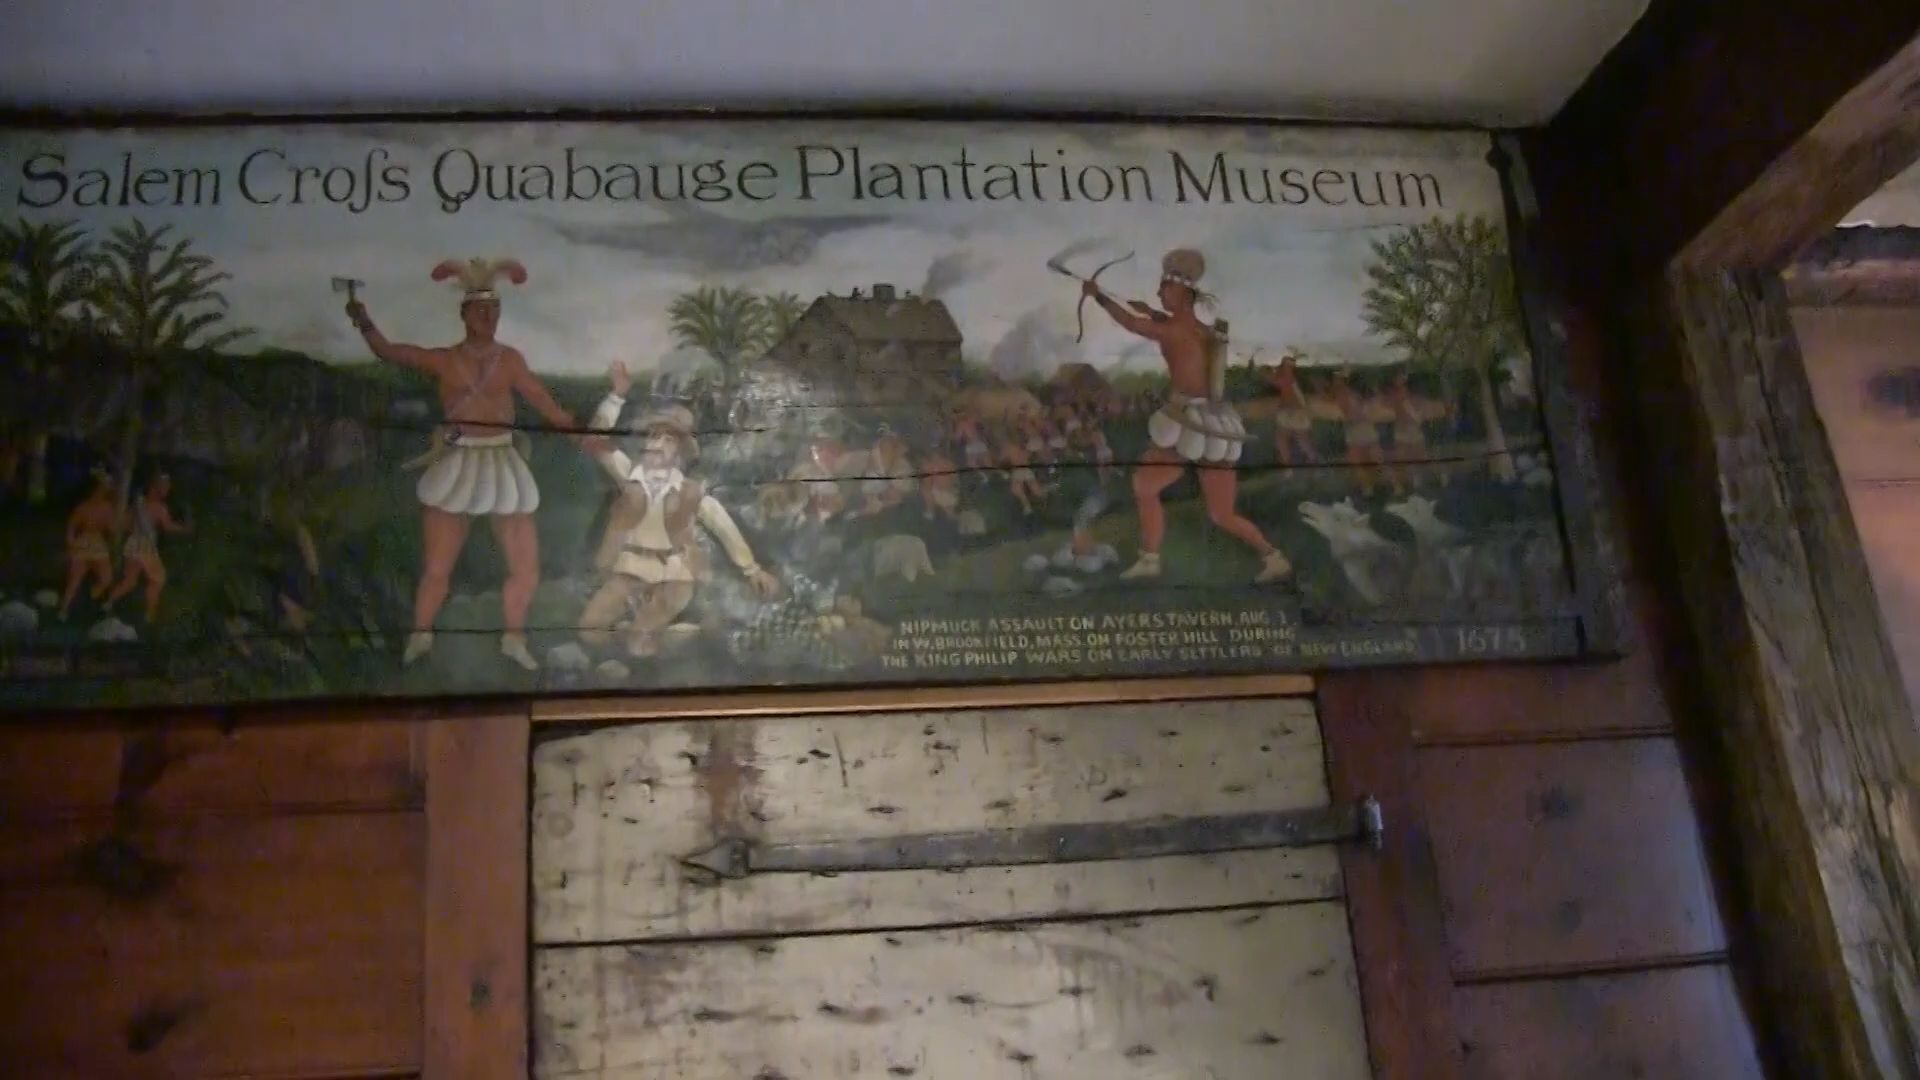 Salem Croſs Quabauge Plantation Museum
NIPMUCK ASSAULT ON AYERS TAVERN, AUG.
IN W. BROOKFIELD, MASS. ON FOSTER HILL DURING
THE KING PHILIP WARS ON EARLY SETTLERS OF NEW ENGLAND
1675